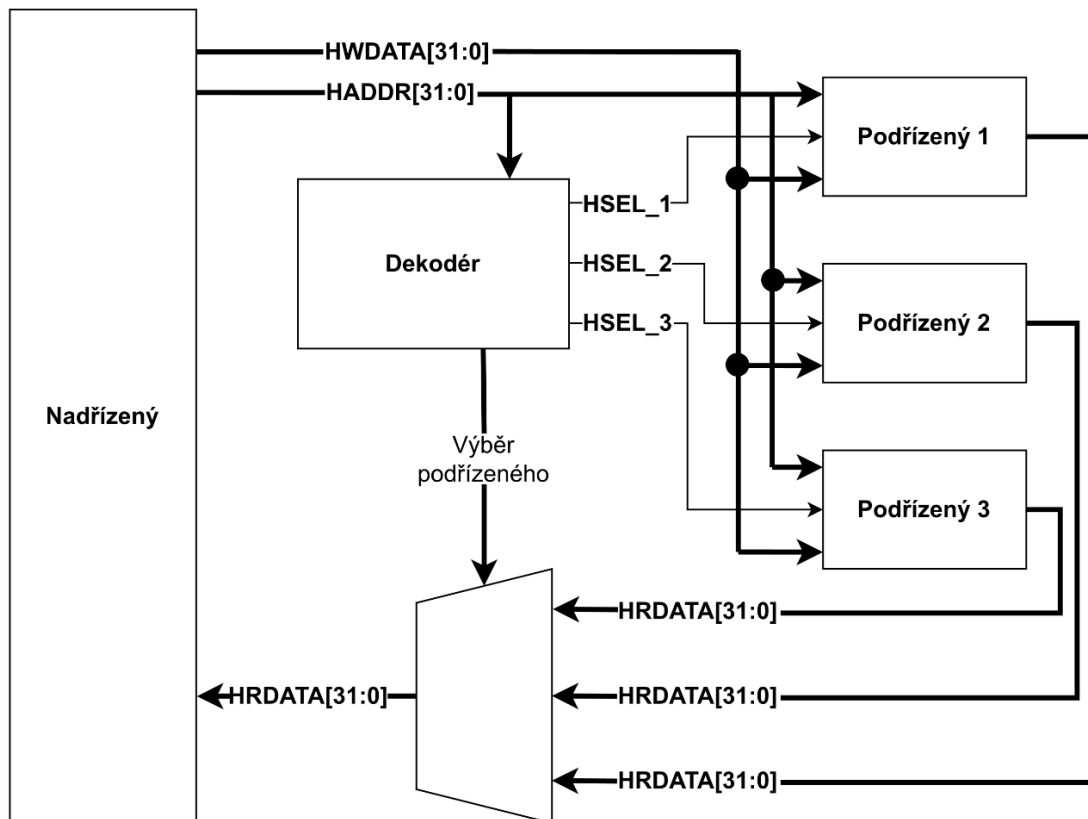 HWDATA[31:0]
HADDR[31:0]
Podřízený 1
HSEL_1
Dekodér
HSEL_2
HSEL_3
Podřízený 2
Nadřízený
Výběr
podřízeného
Podřízený 3
HRDATA[31:0]
HRDATA[31:0]
HRDATA[31:0]
HRDATA[31:0]